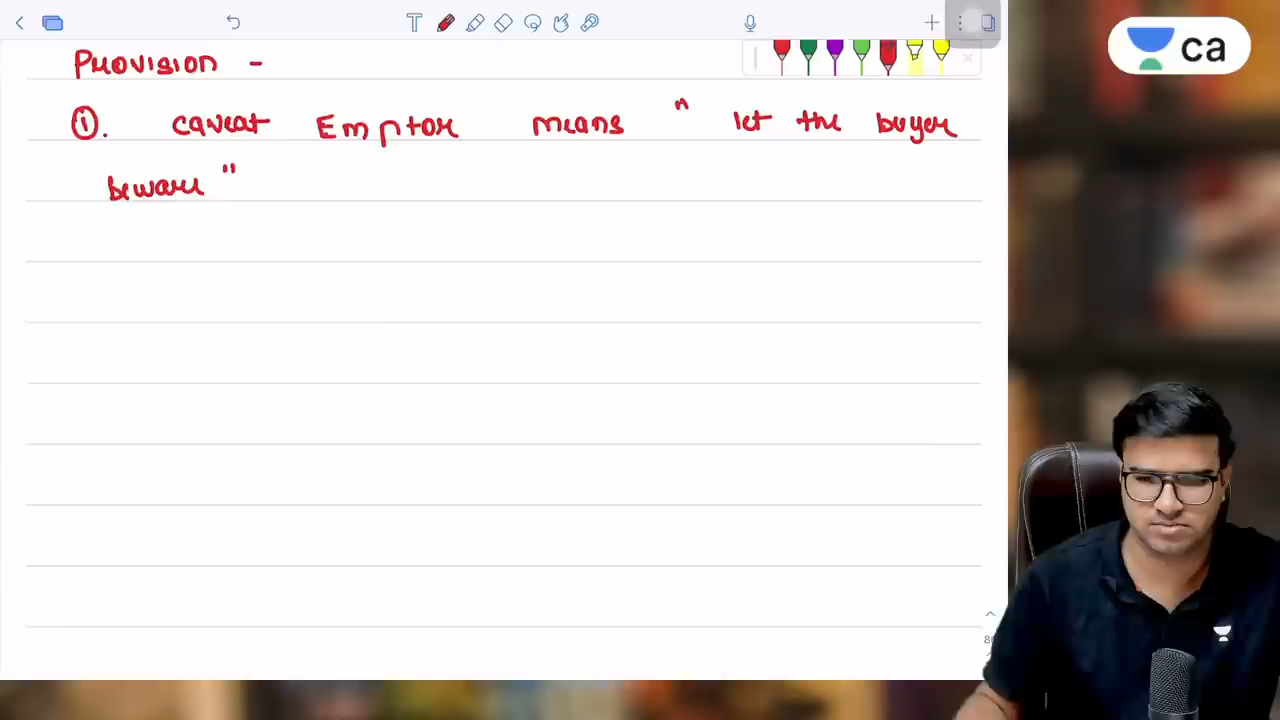 T
ca
Provision -
①. caveat Emptor means " let the buyer
beware "